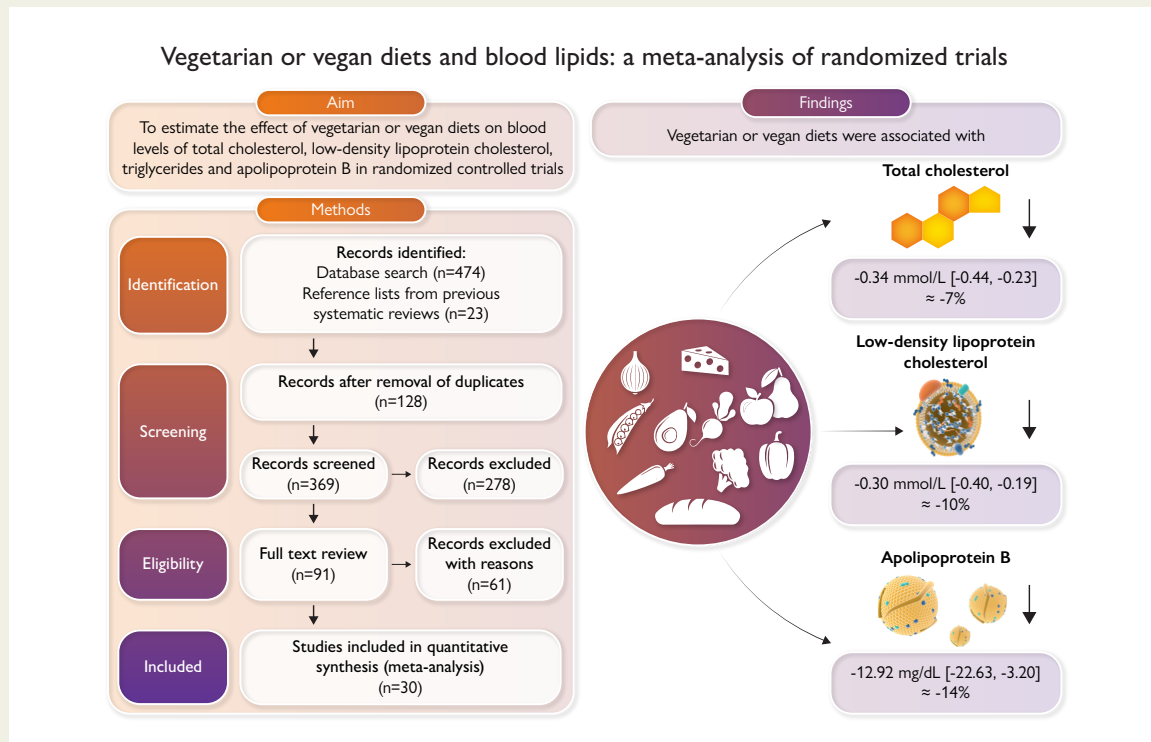 Vegetarian or vegan diets and blood lipids: a meta-analysis of randomized trials
Aim
To estimate the effect of vegetarian or vegan diets on blood
levels of total cholesterol, low-density lipoprotein cholesterol,
triglycerides and apolipoprotein B in randomized controlled trials
Methods
Identification
Records identified:
Database search (n=474)
Reference lists from previous
systematic reviews (n=23)
Screening
Records after removal of duplicates
(n=128)
Records screened
(n=369)
Records excluded
(n=278)
Eligibility
Full text review
(n=91)
Records excluded
with reasons
(n=61)
Included
Studies included in quantitative
synthesis (meta-analysis)
(n=30)
Findings
Vegetarian or vegan diets were associated with
Total cholesterol
-0.34 mmol/L [-0.44, -0.23]
≈ -7%
Low-density lipoprotein
cholesterol
-0.30 mmol/L [-0.40, -0.19]
≈ -10%
Apolipoprotein B
-12.92 mg/dL [-22.63, -3.20]
≈ -14%